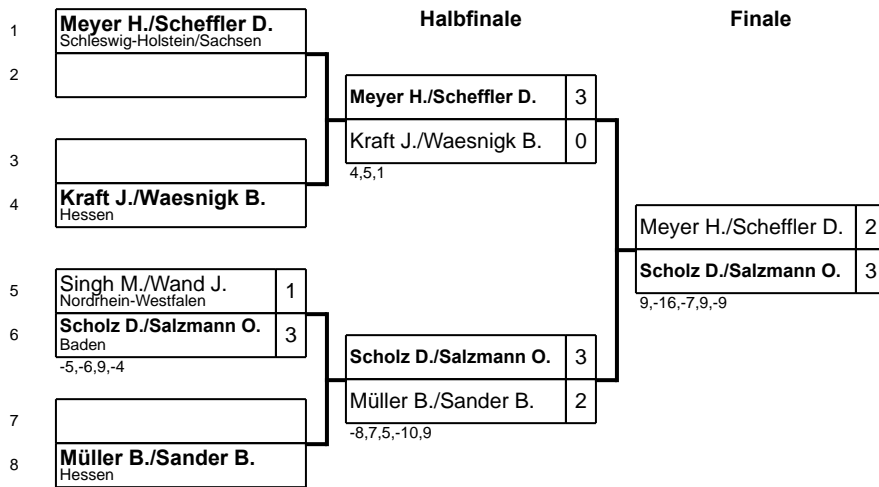 Halbfinale
Finale
1
Meyer H./Scheffler D.
Schleswig-Holstein/Sachsen
2
3
4
Kraft J./Waesnigk B.
Hessen
5
Singh M./Wand J. 1
Nordrhein-Westfalen
6
Scholz D./Salzmann O. 3
Baden
-5,-6,9,-4
7
8
Müller B./Sander B.
Hessen
Meyer H./Scheffler D. 3
Kraft J./Waesnigk B. 0
4,5,1
Scholz D./Salzmann O. 3
Müller B./Sander B. 2
-8,7,5,-10,9
Meyer H./Scheffler D. 2
Scholz D./Salzmann O. 3
9,-16,-7,9,-9